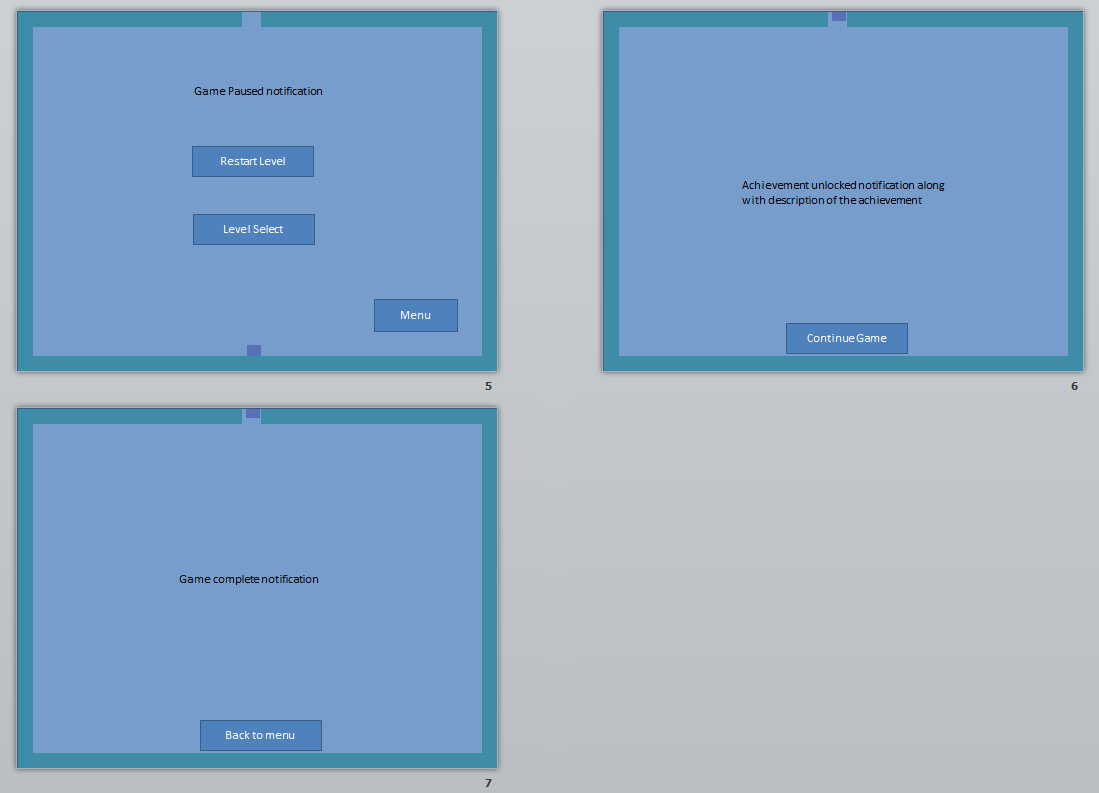 Game Paused notification
Restart Level
Level Select
Menu
5
Achievement unlocked notification along
with description of the achievement
Continue Game
6
Game complete notification
Back to menu
7